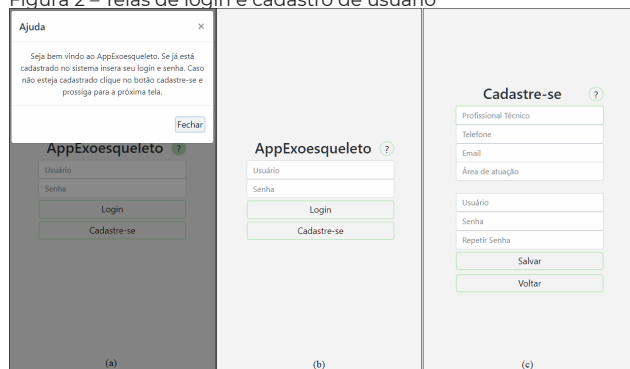 Figura 2 – Telas de login e cadastro de usuário
Ajuda ×
Seja bem vindo ao AppExoesqueleto. Se já está
cadastrado no sistema insera seu login e senha. Caso
não esteja cadastrado clique no botão cadastre-se e
prossiga para a próxima tela.
Fechar
AppExoesqueleto ?
Usuário
Senha
Login
Cadastre-se
(a)
AppExoesqueleto ?
Usuário
Senha
Login
Cadastre-se
(b)
Cadastre-se ?
Profissional Técnico
Telefone
Email
Área de atuação
Usuário
Senha
Repetir Senha
Salvar
Voltar
(c)